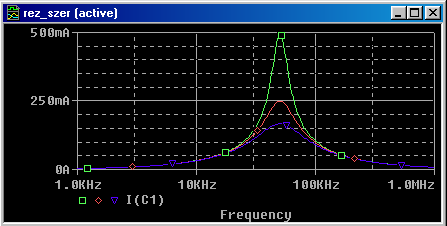 rez_szer (active)
500mA
250mA
0A
1.0KHz 10KHz 100KHz 1.0MHz
I(C1)
Frequency